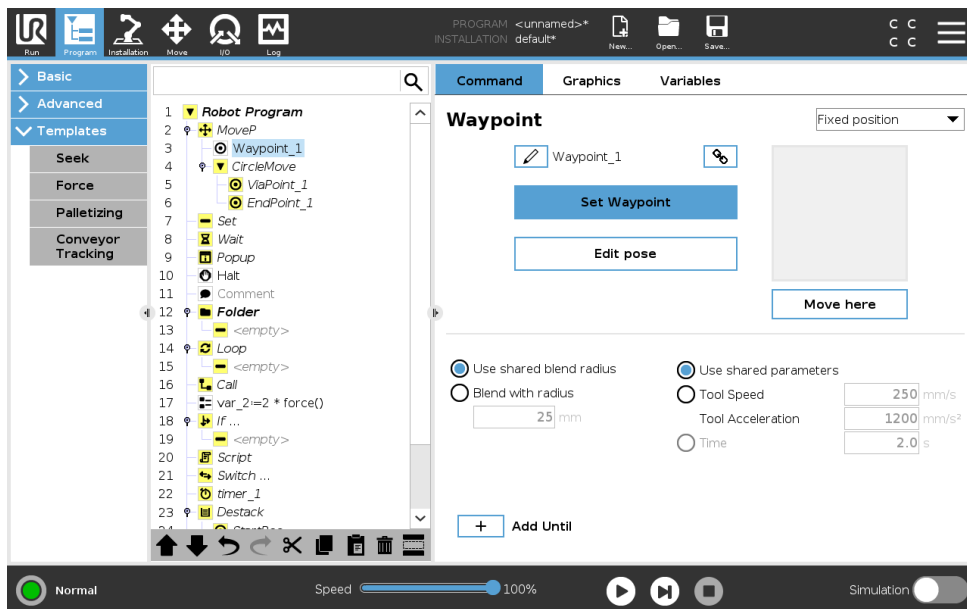 PROGRAM <unnamed>*
INSTALLATION default*
Run
Program
Installation
Move
I/O
Log
New...
Open...
Save...
C C
C C
Basic
Advanced
Templates
Seek
Force
Palletizing
Conveyor
Tracking
1 Robot Program
2 MoveP
3 Waypoint_1
4 CircleMove
5 ViaPoint_1
6 EndPoint_1
7 Set
8 Wait
9 Popup
10 Halt
11 Comment
12 Folder
13 <empty>
14 Loop
15 <empty>
16 Call
17 var_2:=2 * force()
18 If ...
19 <empty>
20 Script
21 Switch ...
22 timer_1
23 Destack
Command
Graphics
Variables
Waypoint
Fixed position
Waypoint_1
Set Waypoint
Edit pose
Move here
Use shared blend radius
Blend with radius
25 mm
Use shared parameters
Tool Speed
250 mm/s
Tool Acceleration
1200 mm/s²
Time
2.0 s
+ Add Until
Normal
Speed
100%
Simulation